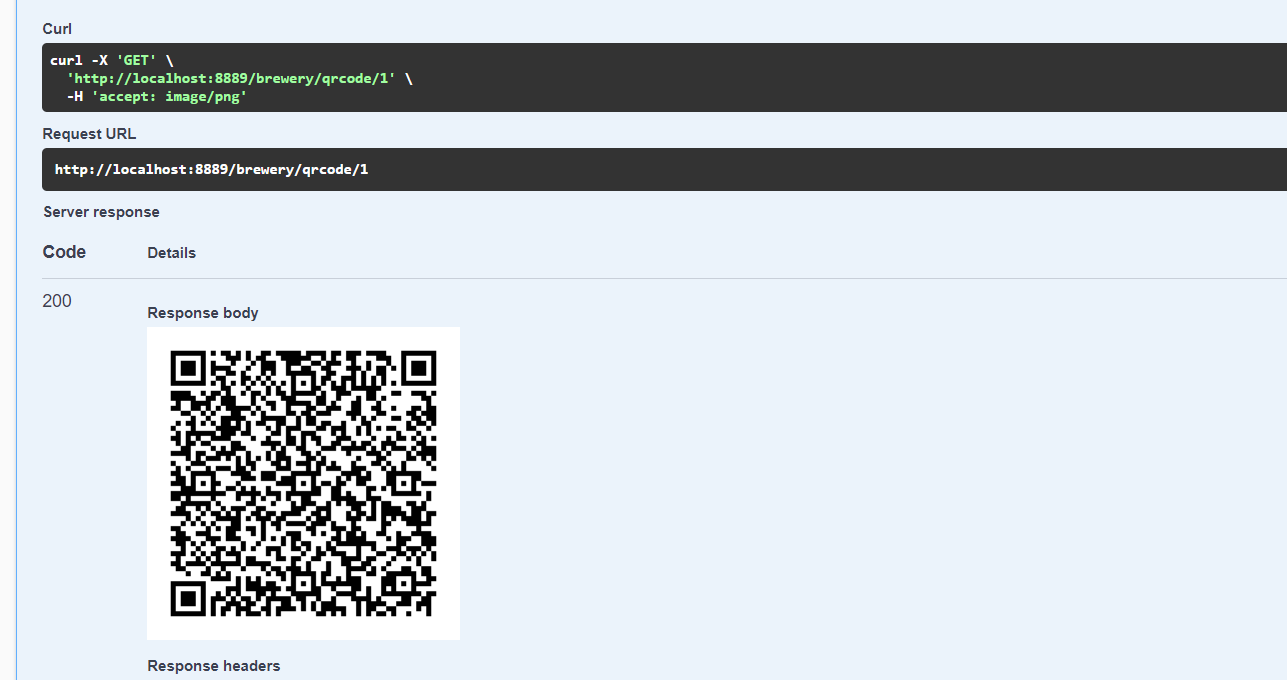 Curl
curl -X 'GET' \
'http://localhost:8889/brewery/qrcode/1' \
-H 'accept: image/png'
Request URL
http://localhost:8889/brewery/qrcode/1
Server response
Code Details
200
Response body
Response headers